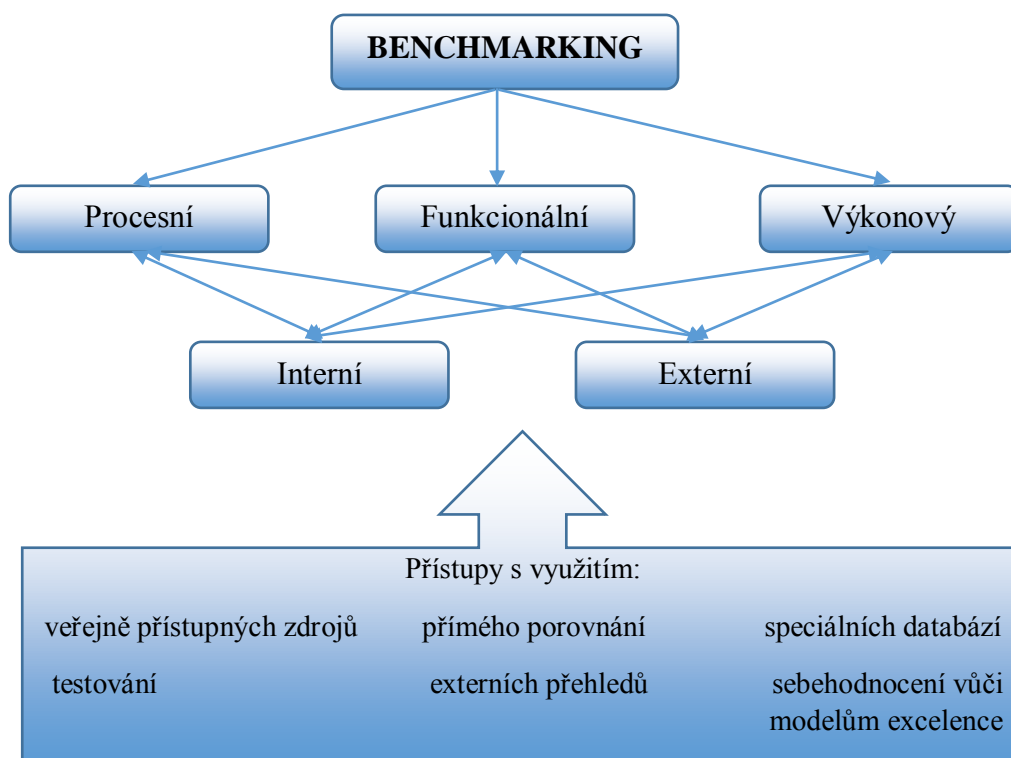 BENCHMARKING
Procesní
Funkcionální
Výkonový
Interní
Externí
Přístupy s využitím:
veřejně přístupných zdrojů
přímého porovnání
speciálních databází
testování
externích přehledů
sebehodnocení vůči
modelům excelence